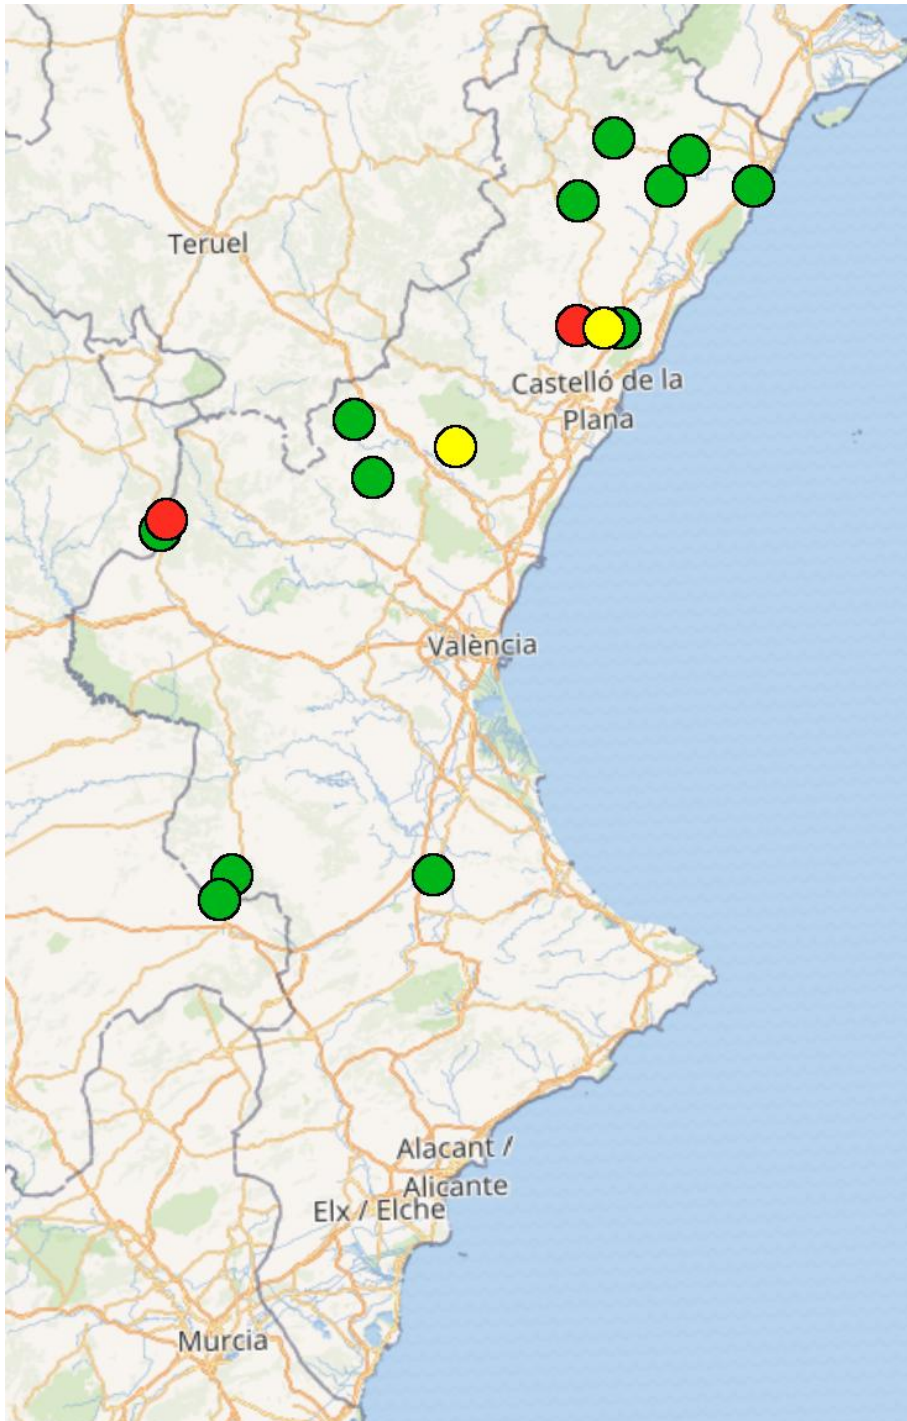 Teruel
Castelló de la
Plana
València
Alacant /
Alicante
Elx / Elche
Murcia